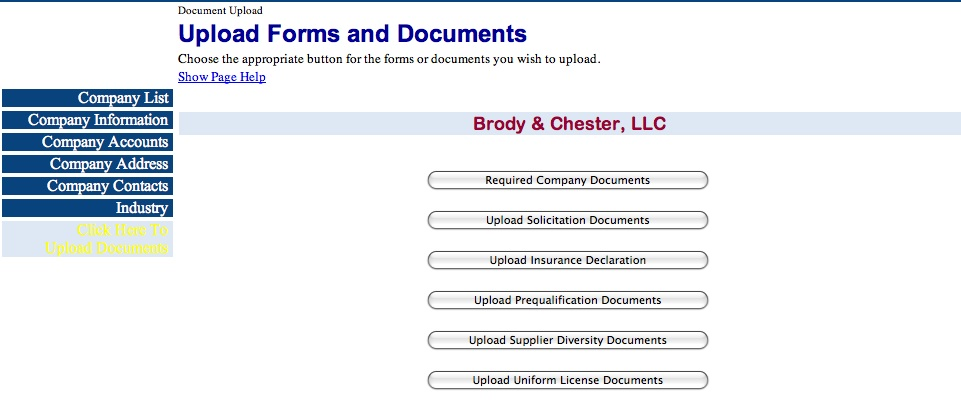 Document Upload
Upload Forms and Documents
Choose the appropriate button for the forms or documents you wish to upload.
Show Page Help
Company List
Company Information
Company Accounts
Company Address
Company Contacts
Industry
Click Here To
Upload Documents
Brody & Chester, LLC
Required Company Documents
Upload Solicitation Documents
Upload Insurance Declaration
Upload Prequalification Documents
Upload Supplier Diversity Documents
Upload Uniform License Documents